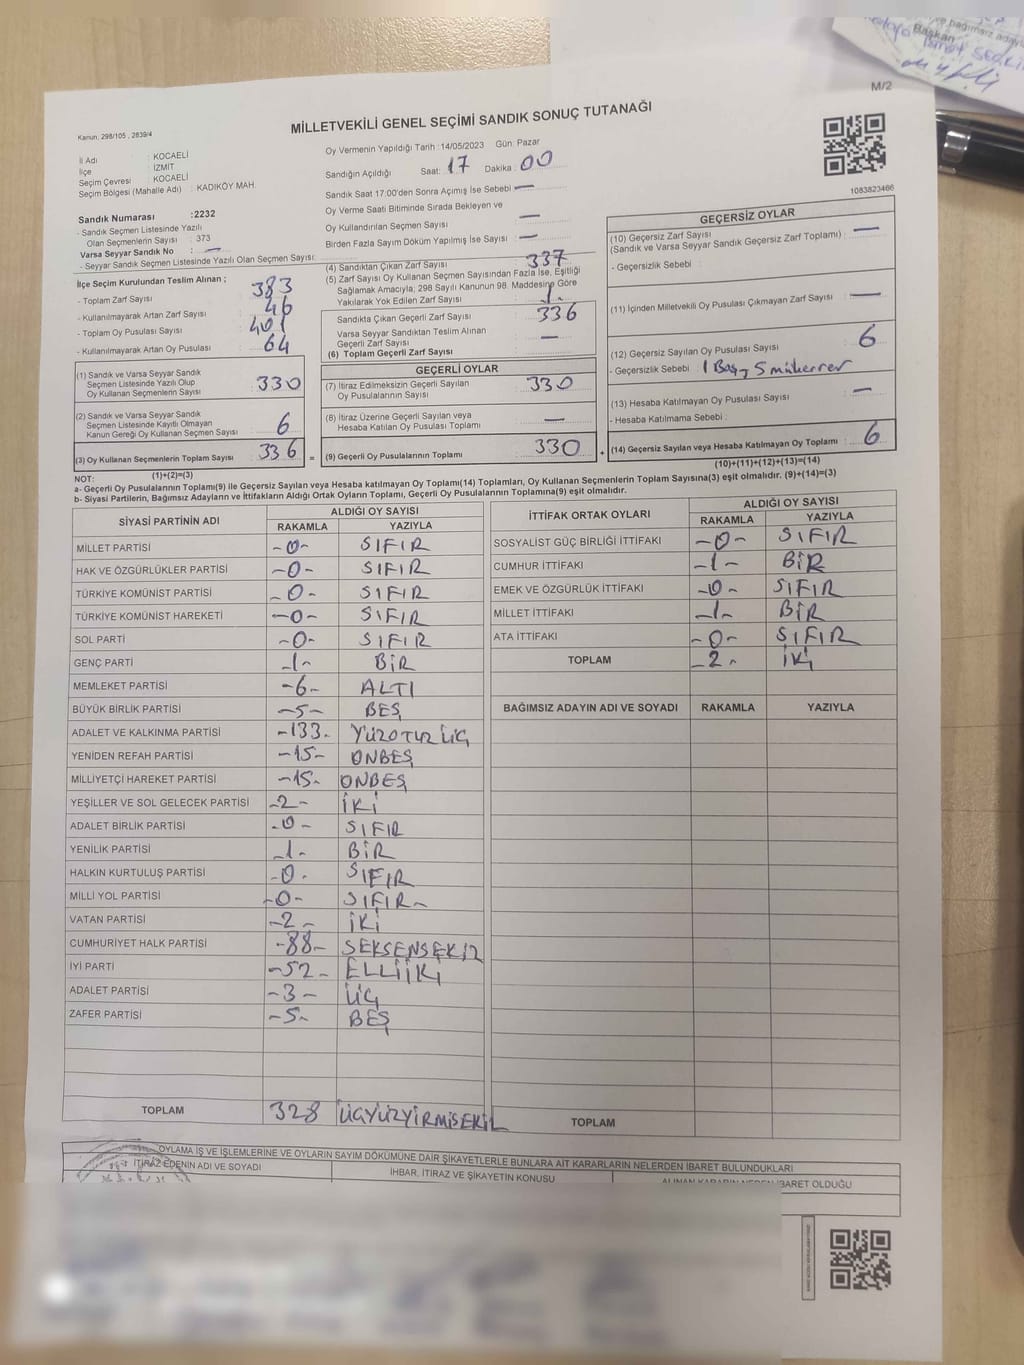 ve bağımsız aday
Başkan
M/2
Kanun, 298/105 , 2839/4
MİLLETVEKİLİ GENEL SEÇİMİ SANDIK SONUÇ TUTANAĞI
İl Adı : KOCAELİ
İlçe : İZMİT
Seçim Çevresi : KOCAELİ
Seçim Bölgesi (Mahalle Adı) : KADIKÖY MAH.
Oy Vermenin Yapıldığı Tarih :14/05/2023 Gün: Pazar
Sandığın Açıldığı Saat: 17 Dakika : 00
Sandık Saat 17:00'den Sonra Açımış İse Sebebi : —
Oy Verme Saati Bitiminde Sırada Bekleyen ve
Oy Kullandırılan Seçmen Sayısı : —
Birden Fazla Sayım Döküm Yapılmış İse Sayısı : —
1083823466
Sandık Numarası :2232
- Sandık Seçmen Listesinde Yazılı
Olan Seçmenlerin Sayısı : 373
Varsa Seyyar Sandık No : —
- Seyyar Sandık Seçmen Listesinde Yazılı Olan Seçmen Sayısı:
İlçe Seçim Kurulundan Teslim Alınan ;
- Toplam Zarf Sayısı : 383
- Kullanılmayarak Artan Zarf Sayısı : 46
- Toplam Oy Pusulası Sayısı : 401
- Kullanılmayarak Artan Oy Pusulası : 64
(1) Sandık ve Varsa Seyyar Sandık
Seçmen Listesinde Yazılı Olup
Oy Kullanan Seçmenlerin Sayısı : 330
(2) Sandık ve Varsa Seyyar Sandık
Seçmen Listesinde Kayıtlı Olmayan
Kanun Gereği Oy Kullanan Seçmen Sayısı : 6
(3) Oy Kullanan Seçmenlerin Toplam Sayısı : 336
(1)+(2)=(3)
(4) Sandıktan Çıkan Zarf Sayısı : 337
(5) Zarf Sayısı Oy Kullanan Seçmen Sayısından Fazla İse, Eşitliği
Sağlamak Amacıyla; 298 Sayılı Kanunun 98. Maddesine Göre
Yakılarak Yok Edilen Zarf Sayısı : 1
Sandıkta Çıkan Geçerli Zarf Sayısı : 336
Varsa Seyyar Sandıktan Teslim Alınan
Geçerli Zarf Sayısı : —
(6) Toplam Geçerli Zarf Sayısı
GEÇERLİ OYLAR
(7) İtiraz Edilmeksizin Geçerli Sayılan
Oy Pusulasının Sayısı : 330
(8) İtiraz Üzerine Geçerli Sayılan veya
Hesaba Katılan Oy Pusulası Toplamı : —
= (9) Geçerli Oy Pusulalarının Toplamı : 330 +
GEÇERSİZ OYLAR
(10) Geçersiz Zarf Sayısı
(Sandık ve Varsa Seyyar Sandık Geçersiz Zarf Toplamı) : —
- Geçersizlik Sebebi :
(11) İçinden Milletvekili Oy Pusulası Çıkmayan Zarf Sayısı : —
(12) Geçersiz Sayılan Oy Pusulası Sayısı : 6
- Geçersizlik Sebebi : 1 Boş, 5 mükerrer
(13) Hesaba Katılmayan Oy Pusulası Sayısı : —
- Hesaba Katılmama Sebebi :
(14) Geçersiz Sayılan veya Hesaba Katılmayan Oy Toplamı : 6
(10)+(11)+(12)+(13)=(14)
NOT:
a- Geçerli Oy Pusulalarının Toplamı(9) ile Geçersiz Sayılan veya Hesaba katılmayan Oy Toplamı(14) Toplamları, Oy Kullanan Seçmenlerin Toplam Sayısına(3) eşit olmalıdır. (9)+(14)=(3)
b- Siyasi Partilerin, Bağımsız Adayların ve İttifakların Aldığı Ortak Oyların Toplamı, Geçerli Oy Pusulalarının Toplamına(9) eşit olmalıdır.
SİYASİ PARTİNİN ADI ALDIĞI OY SAYISI
RAKAMLA YAZIYLA
MİLLET PARTİSİ -0- SIFIR
HAK VE ÖZGÜRLÜKLER PARTİSİ -0- SIFIR
TÜRKİYE KOMÜNİST PARTİSİ -0- SIFIR
TÜRKİYE KOMÜNİST HAREKETİ -0- SIFIR
SOL PARTİ -0- SIFIR
GENÇ PARTİ -1- BİR
MEMLEKET PARTİSİ -6- ALTI
BÜYÜK BİRLİK PARTİSİ -5- BEŞ
ADALET VE KALKINMA PARTİSİ -133- YÜZOTUZÜÇ
YENİDEN REFAH PARTİSİ -15- ONBEŞ
MİLLİYETÇİ HAREKET PARTİSİ -15- ONBEŞ
YEŞİLLER VE SOL GELECEK PARTİSİ -2- İKİ
ADALET BİRLİK PARTİSİ -0- SIFIR
YENİLİK PARTİSİ -1- BİR
HALKIN KURTULUŞ PARTİSİ -0- SIFIR
MİLLİ YOL PARTİSİ -0- SIFIR-
VATAN PARTİSİ -2- İKİ
CUMHURİYET HALK PARTİSİ -88- SEKSENSEKİZ
İYİ PARTİ -52- ELLİİKİ
ADALET PARTİSİ -3- ÜÇ
ZAFER PARTİSİ -5- BEŞ
TOPLAM 328 ÜÇYÜZYİRMİSEKİZ
İTTİFAK ORTAK OYLARI ALDIĞI OY SAYISI
RAKAMLA YAZIYLA
SOSYALİST GÜÇ BİRLİĞİ İTTİFAKI -0- SIFIR
CUMHUR İTTİFAKI -1- BİR
EMEK VE ÖZGÜRLÜK İTTİFAKI -0- SIFIR
MİLLET İTTİFAKI -1- BİR
ATA İTTİFAKI -0- SIFIR
TOPLAM -2- İKİ
BAĞIMSIZ ADAYIN ADI VE SOYADI RAKAMLA YAZIYLA
TOPLAM
OYLAMA İŞ VE İŞLEMLERİNE VE OYLARIN SAYIM DÖKÜMÜNE DAİR ŞİKAYETLERLE BUNLARA AİT KARARLARIN NELERDEN İBARET BULUNDUKLARI
İTİRAZ EDENİN ADI VE SOYADI İHBAR, İTİRAZ VE ŞİKAYETİN KONUSU ALINAN KARARIN NEDEN İBARET OLDUĞU